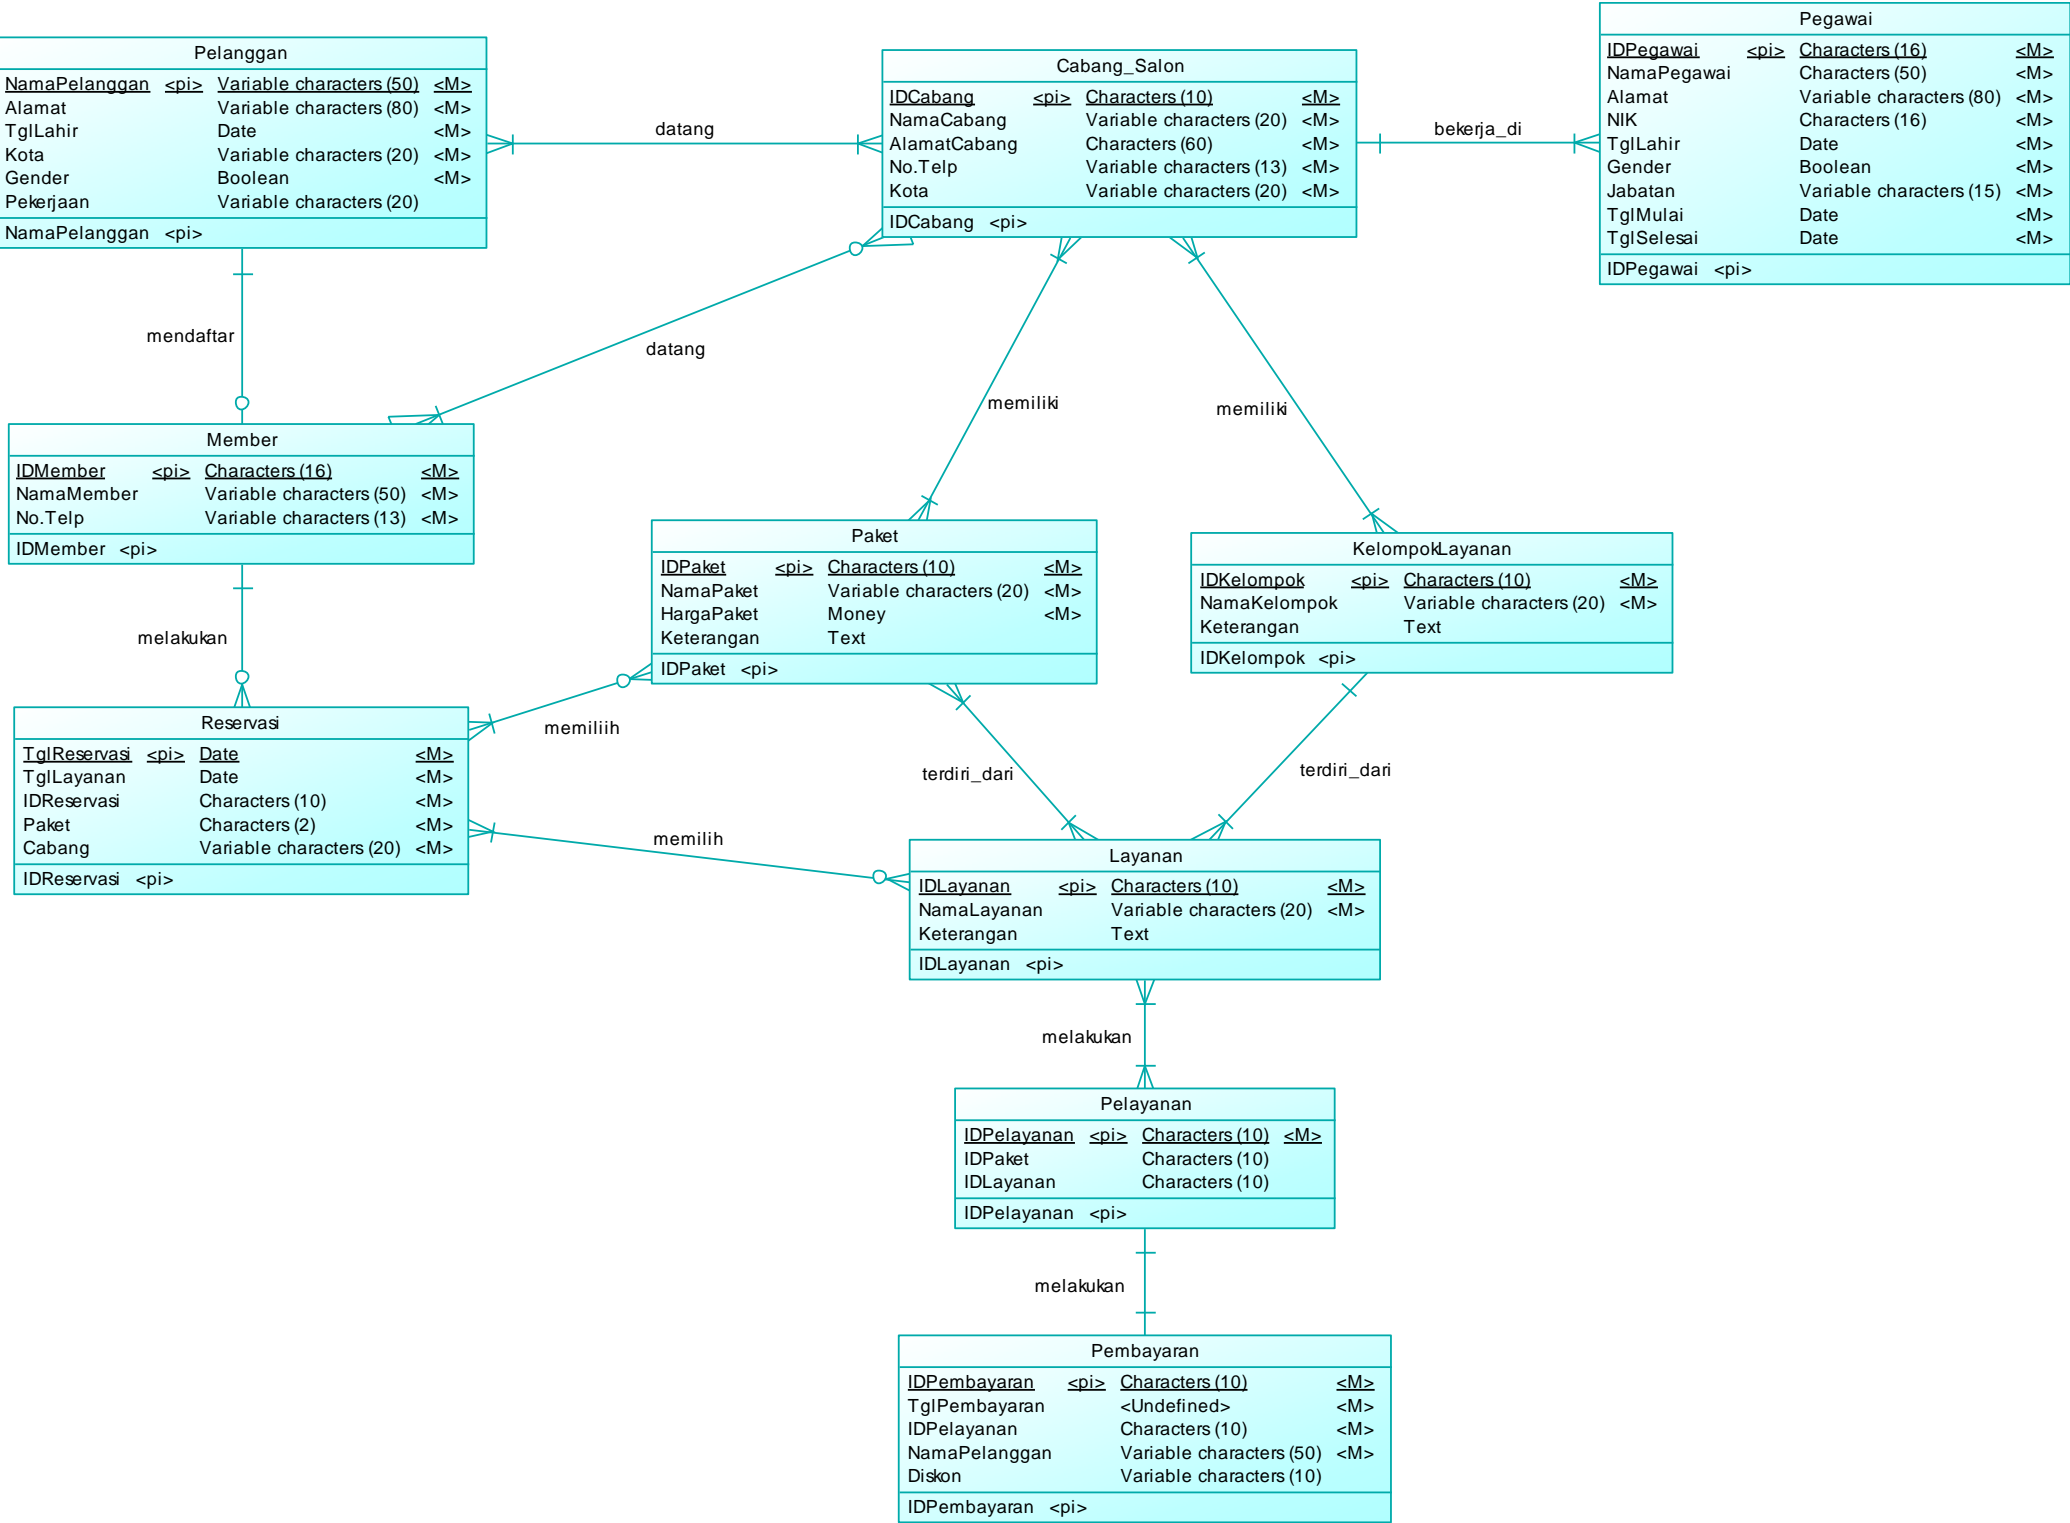 Pelanggan
NamaPelanggan <pi> Variable characters (50) <M>
Alamat Variable characters (80) <M>
TglLahir Date <M>
Kota Variable characters (20) <M>
Gender Boolean <M>
Pekerjaan Variable characters (20)
NamaPelanggan <pi>
datang
Cabang_Salon
IDCabang <pi> Characters (10) <M>
NamaCabang Variable characters (20) <M>
AlamatCabang Characters (60) <M>
No.Telp Variable characters (13) <M>
Kota Variable characters (20) <M>
IDCabang <pi>
bekerja_di
Pegawai
IDPegawai <pi> Characters (16) <M>
NamaPegawai Characters (50) <M>
Alamat Variable characters (80) <M>
NIK Characters (16) <M>
TglLahir Date <M>
Gender Boolean <M>
Jabatan Variable characters (15) <M>
TglMulai Date <M>
TglSelesai Date <M>
IDPegawai <pi>
mendaftar
datang
memiliki
memiliki
Member
IDMember <pi> Characters (16) <M>
NamaMember Variable characters (50) <M>
No.Telp Variable characters (13) <M>
IDMember <pi>
Paket
IDPaket <pi> Characters (10) <M>
NamaPaket Variable characters (20) <M>
HargaPaket Money <M>
Keterangan Text
IDPaket <pi>
KelompokLayanan
IDKelompok <pi> Characters (10) <M>
NamaKelompok Variable characters (20) <M>
Keterangan Text
IDKelompok <pi>
melakukan
memiliih
terdiri_dari
terdiri_dari
Reservasi
TglReservasi <pi> Date <M>
TglLayanan Date <M>
IDReservasi Characters (10) <M>
Paket Characters (2) <M>
Cabang Variable characters (20) <M>
IDReservasi <pi>
memilih
Layanan
IDLayanan <pi> Characters (10) <M>
NamaLayanan Variable characters (20) <M>
Keterangan Text
IDLayanan <pi>
melakukan
Pelayanan
IDPelayanan <pi> Characters (10) <M>
IDPaket Characters (10)
IDLayanan Characters (10)
IDPelayanan <pi>
melakukan
Pembayaran
IDPembayaran <pi> Characters (10) <M>
TglPembayaran <Undefined> <M>
IDPelayanan Characters (10) <M>
NamaPelanggan Variable characters (50) <M>
Diskon Variable characters (10)
IDPembayaran <pi>